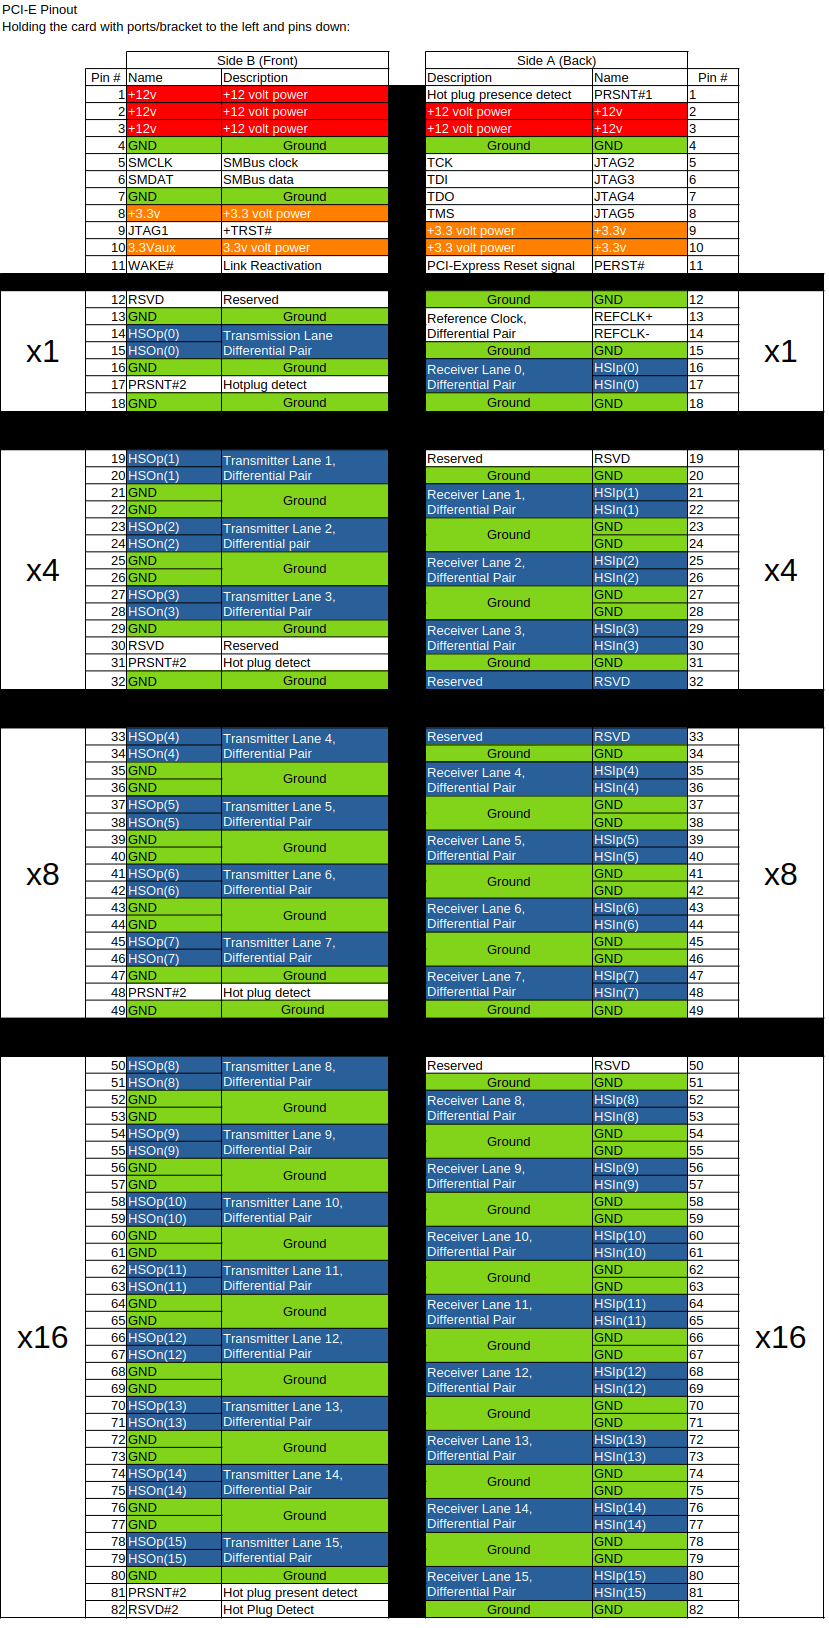 PCI-E Pinout
Holding the card with ports/bracket to the left and pins down:
Side B (Front) Side A (Back)
Pin # Name Description Description Name Pin #
1 +12v +12 volt power Hot plug presence detect PRSNT#1 1
2 +12v +12 volt power +12 volt power +12v 2
3 +12v +12 volt power +12 volt power +12v 3
4 GND Ground Ground GND 4
5 SMCLK SMBus clock TCK JTAG2 5
6 SMDAT SMBus data TDI JTAG3 6
7 GND Ground TDO JTAG4 7
8 +3.3v +3.3 volt power TMS JTAG5 8
9 JTAG1 +TRST# +3.3 volt power +3.3v 9
10 3.3Vaux 3.3v volt power +3.3 volt power +3.3v 10
11 WAKE# Link Reactivation PCI-Express Reset signal PERST# 11
x1 x1
12 RSVD Reserved Ground GND 12
13 GND Ground Reference Clock, REFCLK+ 13
14 HSOp(0) Transmission Lane Differential Pair REFCLK- 14
15 HSOn(0) Differential Pair Ground GND 15
16 GND Ground Receiver Lane 0, HSIp(0) 16
17 PRSNT#2 Hotplug detect Differential Pair HSIn(0) 17
18 GND Ground Ground GND 18
x4 x4
19 HSOp(1) Transmitter Lane 1, Reserved RSVD 19
20 HSOn(1) Differential Pair Ground GND 20
21 GND Ground Receiver Lane 1, HSIp(1) 21
22 GND Differential Pair HSIn(1) 22
23 HSOp(2) Transmitter Lane 2, Ground GND 23
24 HSOn(2) Differential pair GND 24
25 GND Ground Receiver Lane 2, HSIp(2) 25
26 GND Differential Pair HSIn(2) 26
27 HSOp(3) Transmitter Lane 3, Ground GND 27
28 HSOn(3) Differential Pair GND 28
29 GND Ground Receiver Lane 3, HSIp(3) 29
30 RSVD Reserved Differential Pair HSIn(3) 30
31 PRSNT#2 Hot plug detect Ground GND 31
32 GND Ground Reserved RSVD 32
x8 x8
33 HSOp(4) Transmitter Lane 4, Reserved RSVD 33
34 HSOn(4) Differential Pair Ground GND 34
35 GND Ground Receiver Lane 4, HSIp(4) 35
36 GND Differential Pair HSIn(4) 36
37 HSOp(5) Transmitter Lane 5, Ground GND 37
38 HSOn(5) Differential Pair GND 38
39 GND Ground Receiver Lane 5, HSIp(5) 39
40 GND Differential Pair HSIn(5) 40
41 HSOp(6) Transmitter Lane 6, Ground GND 41
42 HSOn(6) Differential Pair GND 42
43 GND Ground Receiver Lane 6, HSIp(6) 43
44 GND Differential Pair HSIn(6) 44
45 HSOp(7) Transmitter Lane 7, Ground GND 45
46 HSOn(7) Differential Pair GND 46
47 GND Ground Receiver Lane 7, HSIp(7) 47
48 PRSNT#2 Hot plug detect Differential Pair HSIn(7) 48
49 GND Ground Ground GND 49
x16 x16
50 HSOp(8) Transmitter Lane 8, Reserved RSVD 50
51 HSOn(8) Differential Pair Ground GND 51
52 GND Ground Receiver Lane 8, HSIp(8) 52
53 GND Differential Pair HSIn(8) 53
54 HSOp(9) Transmitter Lane 9, Ground GND 54
55 HSOn(9) Differential Pair GND 55
56 GND Ground Receiver Lane 9, HSIp(9) 56
57 GND Differential Pair HSIn(9) 57
58 HSOp(10) Transmitter Lane 10, Ground GND 58
59 HSOn(10) Differential Pair GND 59
60 GND Ground Receiver Lane 10, HSIp(10) 60
61 GND Differential Pair HSIn(10) 61
62 HSOp(11) Transmitter Lane 11, Ground GND 62
63 HSOn(11) Differential Pair GND 63
64 GND Ground Receiver Lane 11, HSIp(11) 64
65 GND Differential Pair HSIn(11) 65
66 HSOp(12) Transmitter Lane 12, Ground GND 66
67 HSOn(12) Differential Pair GND 67
68 GND Ground Receiver Lane 12, HSIp(12) 68
69 GND Differential Pair HSIn(12) 69
70 HSOp(13) Transmitter Lane 13, Ground GND 70
71 HSOn(13) Differential Pair GND 71
72 GND Ground Receiver Lane 13, HSIp(13) 72
73 GND Differential Pair HSIn(13) 73
74 HSOp(14) Transmitter Lane 14, Ground GND 74
75 HSOn(14) Differential Pair GND 75
76 GND Ground Receiver Lane 14, HSIp(14) 76
77 GND Differential Pair HSIn(14) 77
78 HSOp(15) Transmitter Lane 15, Ground GND 78
79 HSOn(15) Differential Pair GND 79
80 GND Ground Receiver Lane 15, HSIp(15) 80
81 PRSNT#2 Hot plug present detect Differential Pair HSIn(15) 81
82 RSVD#2 Hot Plug Detect Ground GND 82